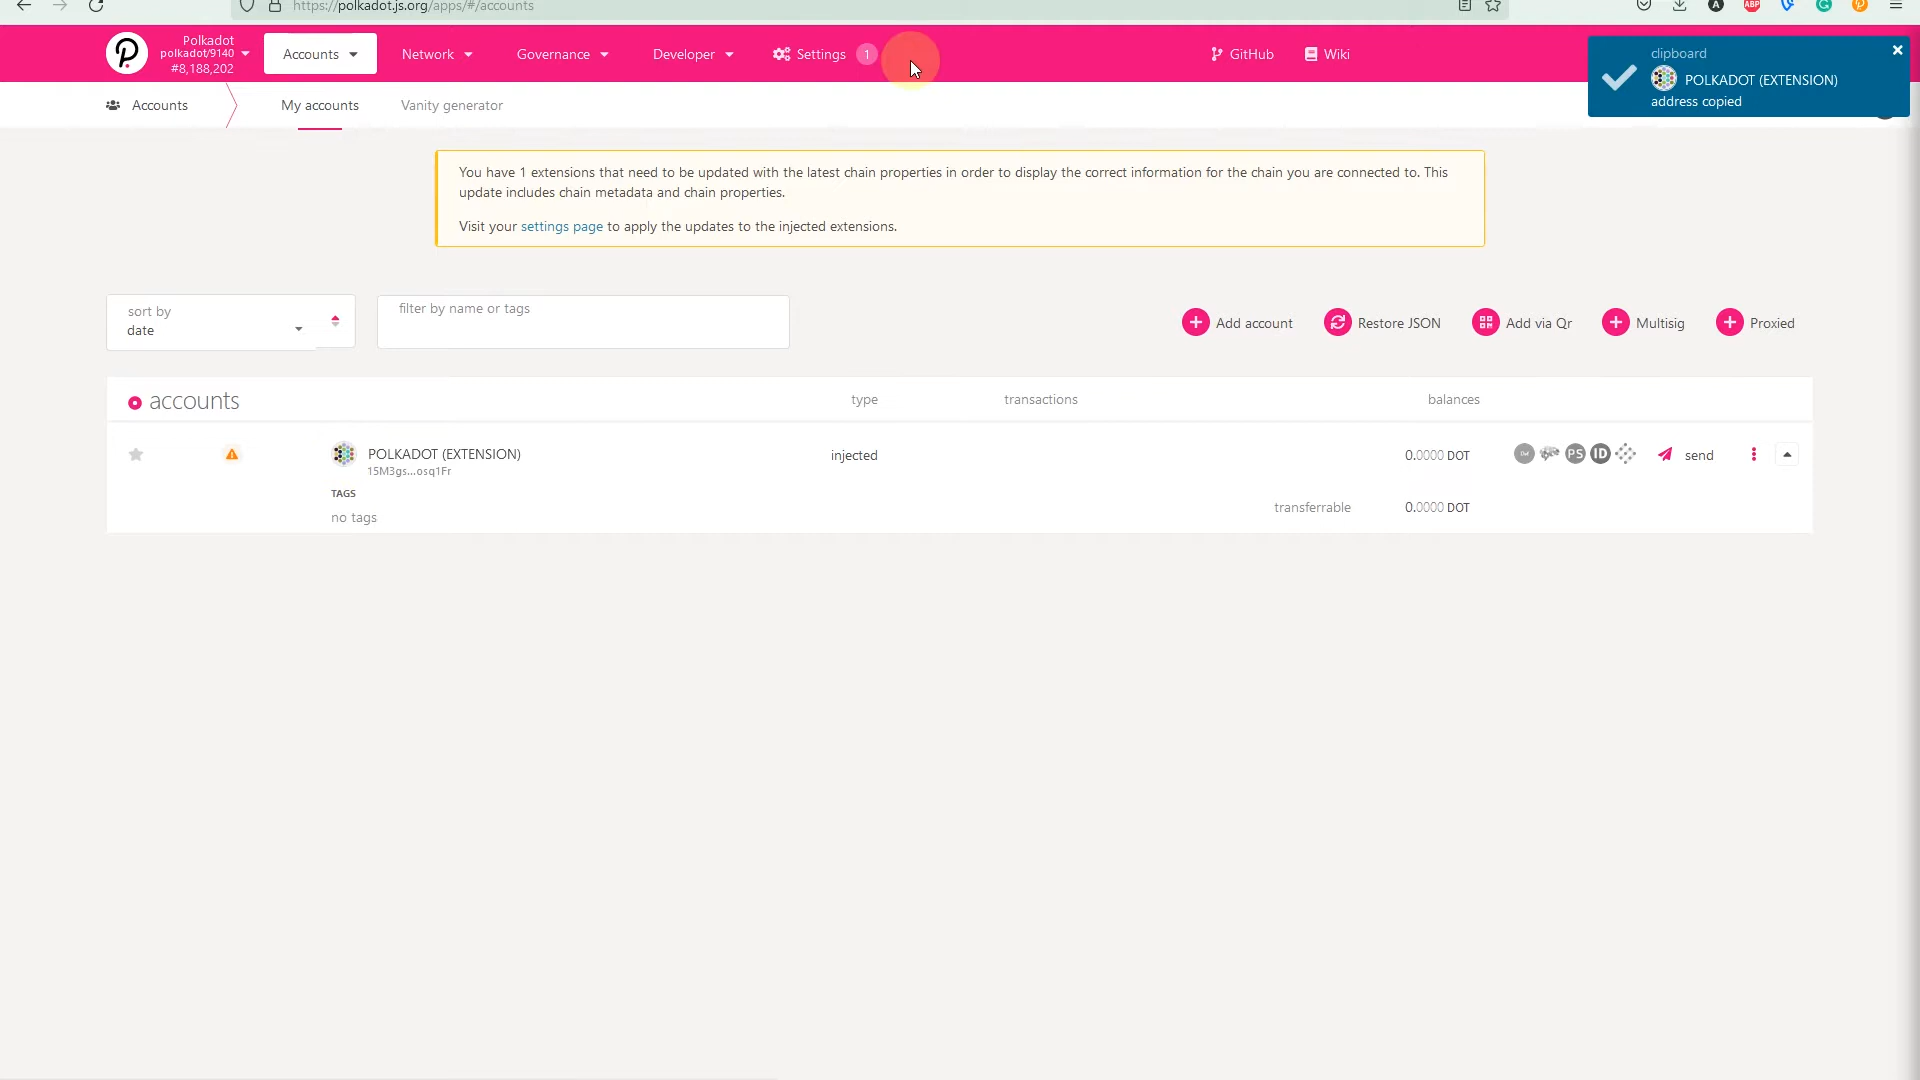 https://polkadot.js.org/apps/#/accounts
Polkadot
polkadot/9140
#8,188,202
Accounts
Network
Governance
Developer
Settings 1
GitHub
Wiki
clipboard
POLKADOT (EXTENSION)
address copied
Accounts
My accounts
Vanity generator
You have 1 extensions that need to be updated with the latest chain properties in order to display the correct information for the chain you are connected to. This
update includes chain metadata and chain properties.
Visit your settings page to apply the updates to the injected extensions.
sort by
date
filter by name or tags
Add account
Restore JSON
Add via Qr
Multisig
Proxied
accounts
type
transactions
balances
POLKADOT (EXTENSION)
15M3gs...osq1Fr
injected
0.0000 DOT
PS
ID
send
TAGS
no tags
transferrable
0.0000 DOT